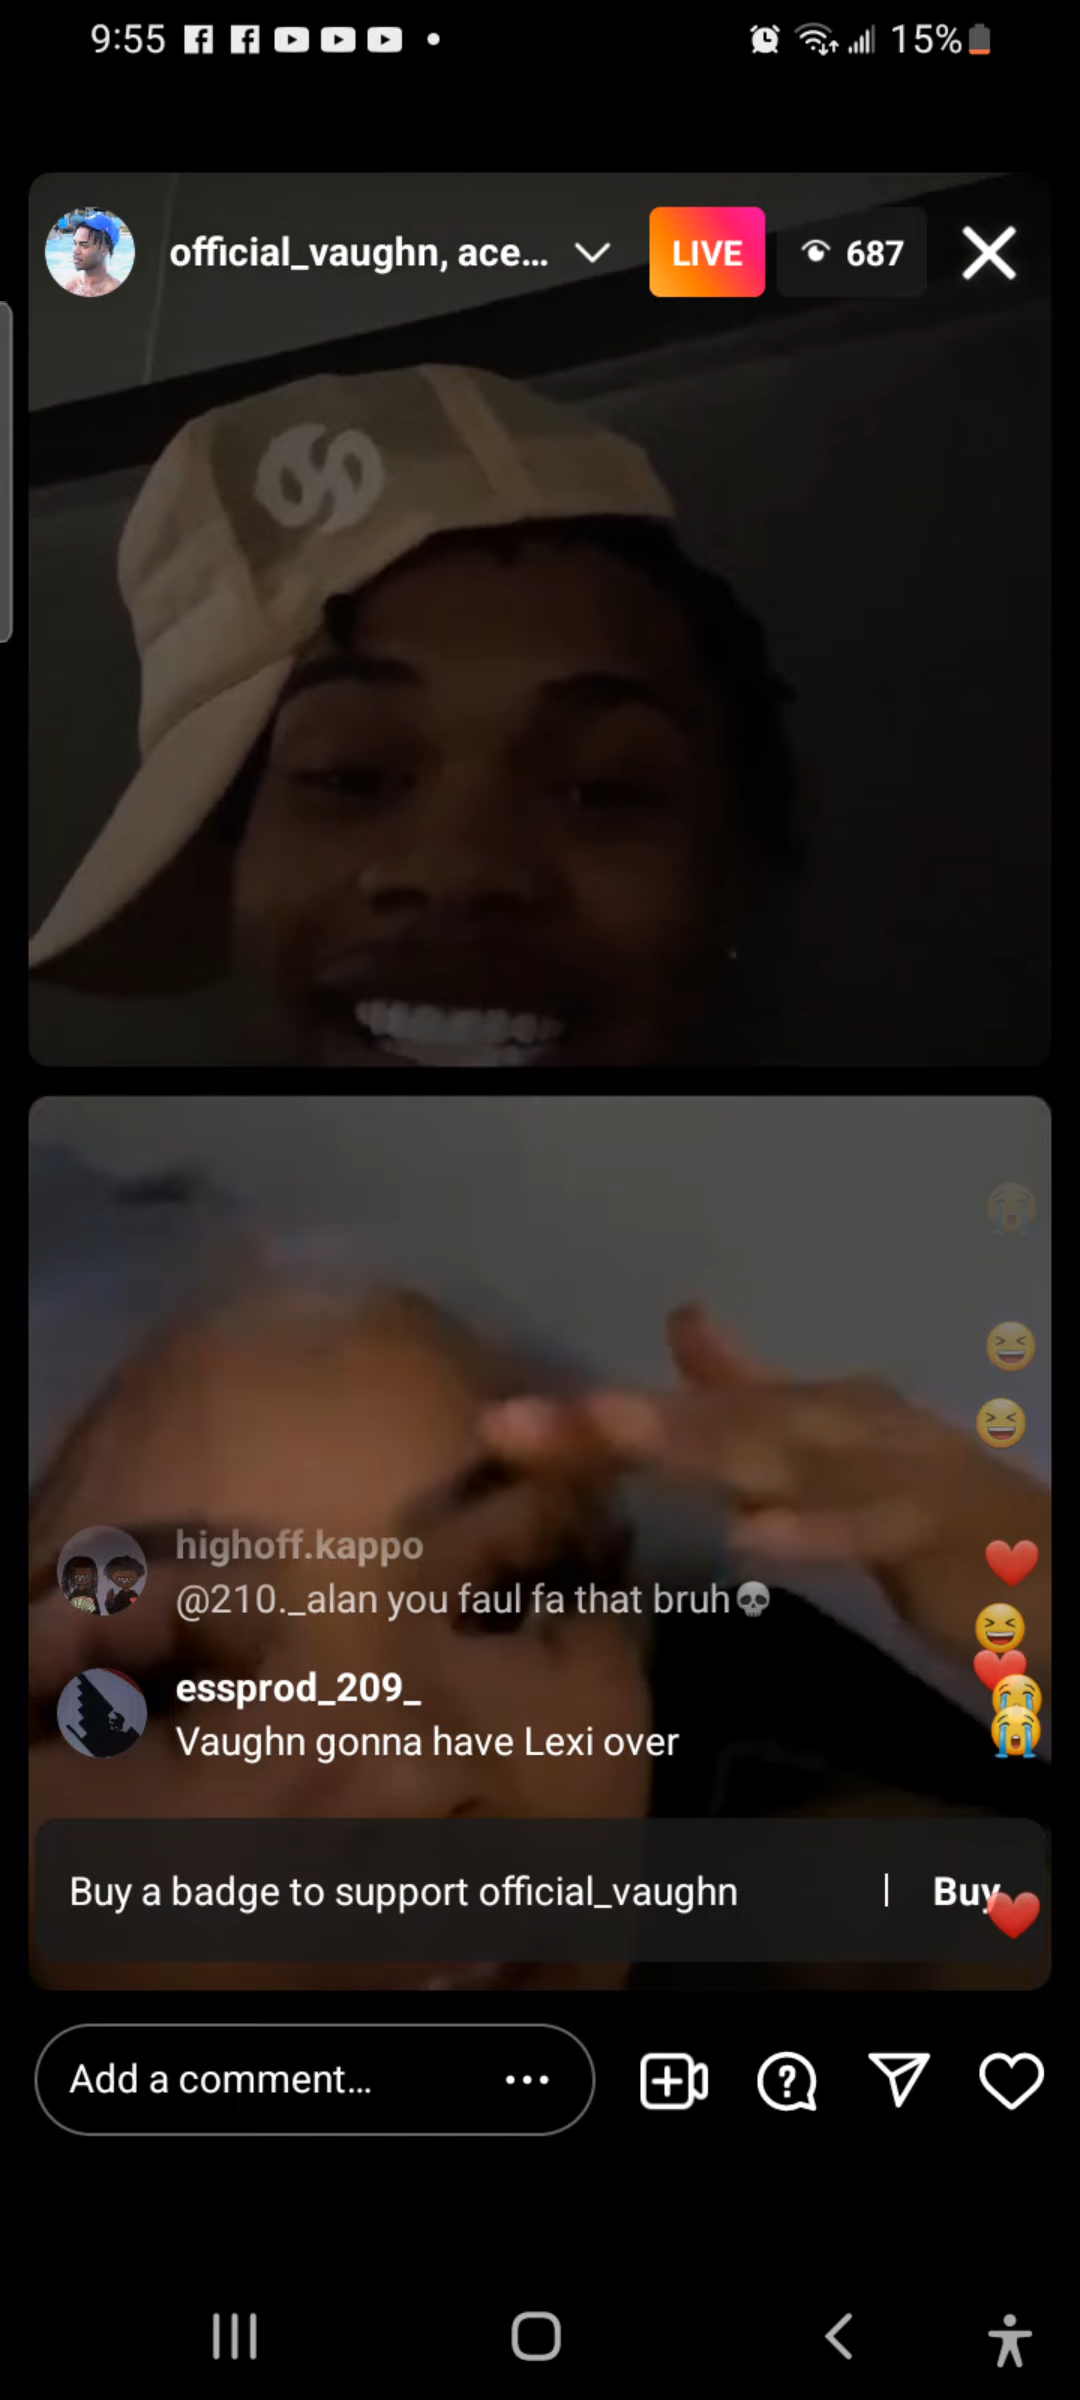 9:55
15%
official_vaughn, ace...
LIVE
687
highoff.kappo
@210._alan you faul fa that bruh💀
essprod_209_
Vaughn gonna have Lexi over
Buy a badge to support official_vaughn | Buy
Add a comment...